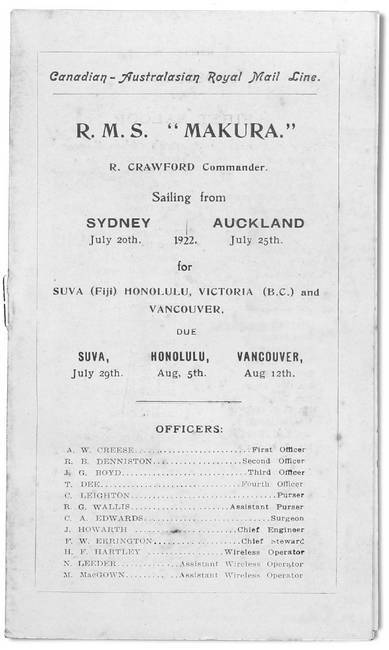 Canadian-Australasian Royal Mail Line.
R. M. S. "MAKURA."
R. CRAWFORD Commander.
Sailing from
SYDNEY AUCKLAND
July 20th. 1922. July 25th.
for
SUVA (Fiji) HONOLULU, VICTORIA (B.C.) and
VANCOUVER.
DUE
SUVA, HONOLULU, VANCOUVER,
July 29th. Aug, 5th. Aug 12th.
OFFICERS:
A. W. CREESE..............................First Officer
R. B. DENNISTON.......................Second Officer
J. G. BOYD................................Third Officer
T. DEE....................................Fourth Officer
C. LEIGHTON....................................Purser
R. G. WALLIS..........................Assistant Purser
C. A. EDWARDS...............................Surgeon
J. HOWARTH ............................Chief Engineer
F. W. ERRINGTON......................Chief Steward
H. F. HARTLEY ....................Wireless Operator
N. LEEDER .............Assistant Wireless Operator
M. MacGOWN...........Assistant Wireless Operator